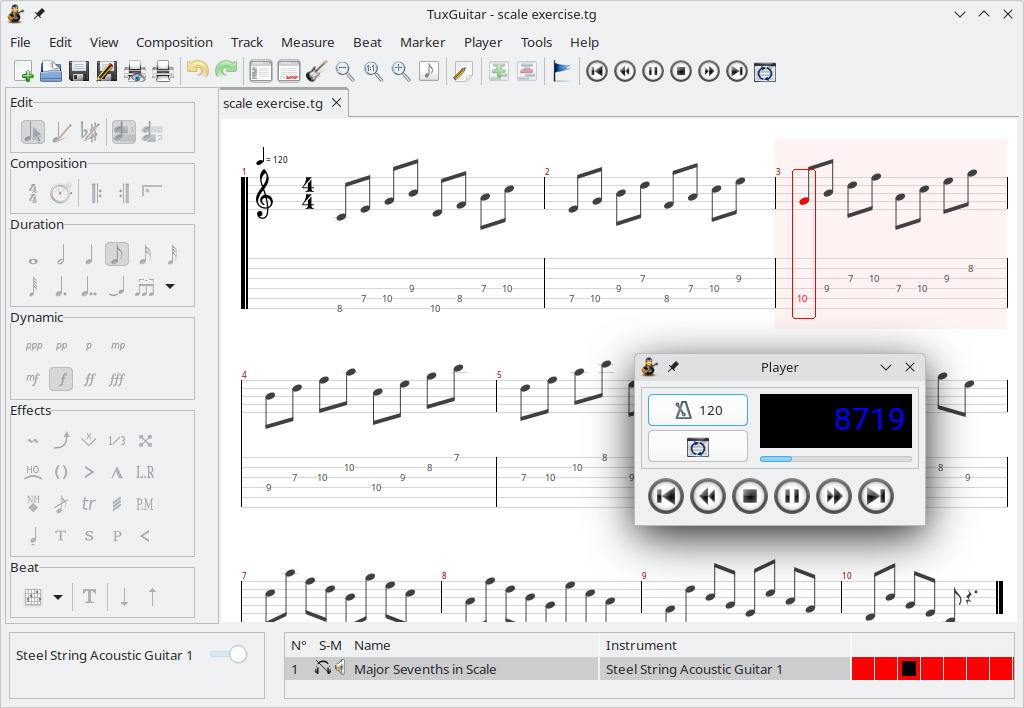 TuxGuitar - scale exercise.tg
File Edit View Composition Track Measure Beat Marker Player Tools Help
scale exercise.tg
Edit
Composition
Duration
Dynamic
ppp pp p mp
mf f ff fff
Effects
1/3
HO ( ) > L.R
NH tr P.M
T S P <
Beat
T
= 120
1 2 3
4 4
8 7 10 9 10 8 7 10 7 10 9 7 8 7 10 9 10 9 7 10 7 10 9 8
4 5
9 7 10 10 10 9 8 7 7 10 8 9 8 9
7 8 9 10
Player
120
8719
Steel String Acoustic Guitar 1
N° S-M Name Instrument
1 Major Sevenths in Scale Steel String Acoustic Guitar 1